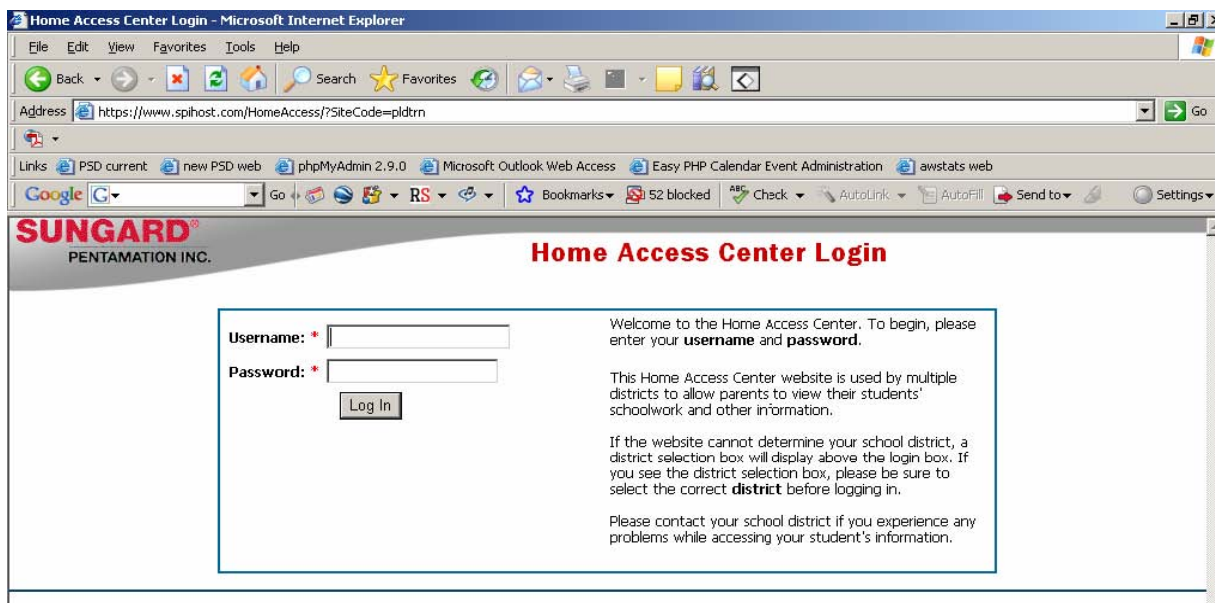 Home Access Center Login - Microsoft Internet Explorer
File Edit View Favorites Tools Help
Back Search Favorites
Address https://www.spihost.com/HomeAccess/?SiteCode=pldtrn Go
Links PSD current new PSD web phpMyAdmin 2.9.0 Microsoft Outlook Web Access Easy PHP Calendar Event Administration awstats web
Google G Go RS Bookmarks 52 blocked ABC Check AutoLink AutoFill Send to Settings
SUNGARD®
PENTAMATION INC.
Home Access Center Login
Username: *
Password: *
Log In
Welcome to the Home Access Center. To begin, please
enter your username and password.
This Home Access Center website is used by multiple
districts to allow parents to view their students'
schoolwork and other information.
If the website cannot determine your school district, a
district selection box will display above the login box. If
you see the district selection box, please be sure to
select the correct district before logging in.
Please contact your school district if you experience any
problems while accessing your student's information.